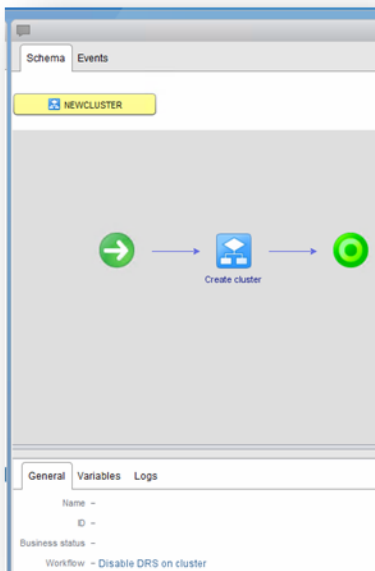 Schema Events
NEWCLUSTER
Create cluster
General Variables Logs
Name –
ID –
Business status –
Workflow – Disable DRS on cluster